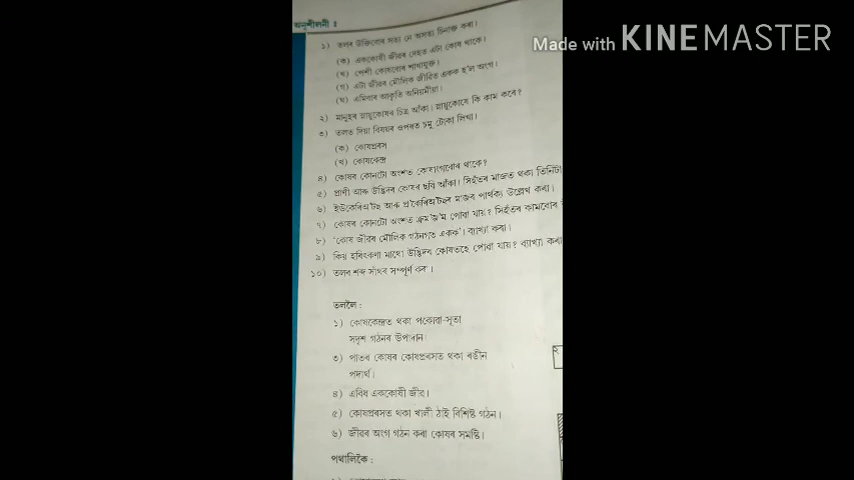 অনুশীলনী :
১) তলৰ উক্তিবোৰ সত্য নে অসত্য চিনাক্ত কৰা।
(ক) এককোষী জীৱৰ দেহত এটা কোষ থাকে।
(খ) পেশী কোষবোৰ শাখাযুক্ত।
(গ) এটা জীৱৰ মৌলিক জীৱিত একক হ'ল অংগ।
(ঘ) এমিবাৰ আকৃতি অনিয়মীয়া।
২) মানুহৰ স্নায়ুকোষৰ চিত্ৰ আঁকা। স্নায়ুকোষে কি কাম কৰে?
৩) তলত দিয়া বিষয়ৰ ওপৰত চমু টোকা লিখা।
(ক) কোষপ্ৰৰস
(খ) কোষকেন্দ্ৰ
৪) কোষৰ কোনটো অংশত কোষাংগবোৰ থাকে?
৫) প্ৰাণী আৰু উদ্ভিদৰ কোষৰ ছবি আঁকা। সিহঁতৰ মাজত থকা তিনিটা
৬) ইউকেৰিঅ'টছ আৰু প্ৰ'কেৰিঅ'টছৰ মাজৰ পাৰ্থক্য উল্লেখ কৰা।
৭) কোষৰ কোনটো অংশত ক্ৰম'জ'ম পোৱা যায়? সিহঁতৰ কামবোৰ
৮) 'কোষ জীৱৰ মৌলিক গঠনগত একক'। ব্যাখ্যা কৰা।
৯) কিয় হৰিৎকণা মাথো উদ্ভিদৰ কোষতহে পোৱা যায়? ব্যাখ্যা কৰা
১০) তলৰ শব্দ সাঁথৰ সম্পূৰ্ণ কৰ'।
তললৈ :
১) কোষকেন্দ্ৰত থকা পকোৱা-সূতা
সদৃশ গঠনৰ উপাদান
৩) পাতৰ কোষৰ কোষপ্ৰৰসত থকা ৰঙীন
পদাৰ্থ।
৪) এবিধ এককোষী জীৱ।
৫) কোষপ্ৰৰসত থকা খালী ঠাই বিশিষ্ট গঠন।
৬) জীৱৰ অংগ গঠন কৰা কোষৰ সমষ্টি।
পথালিকৈ :
২
Made with KINEMASTER